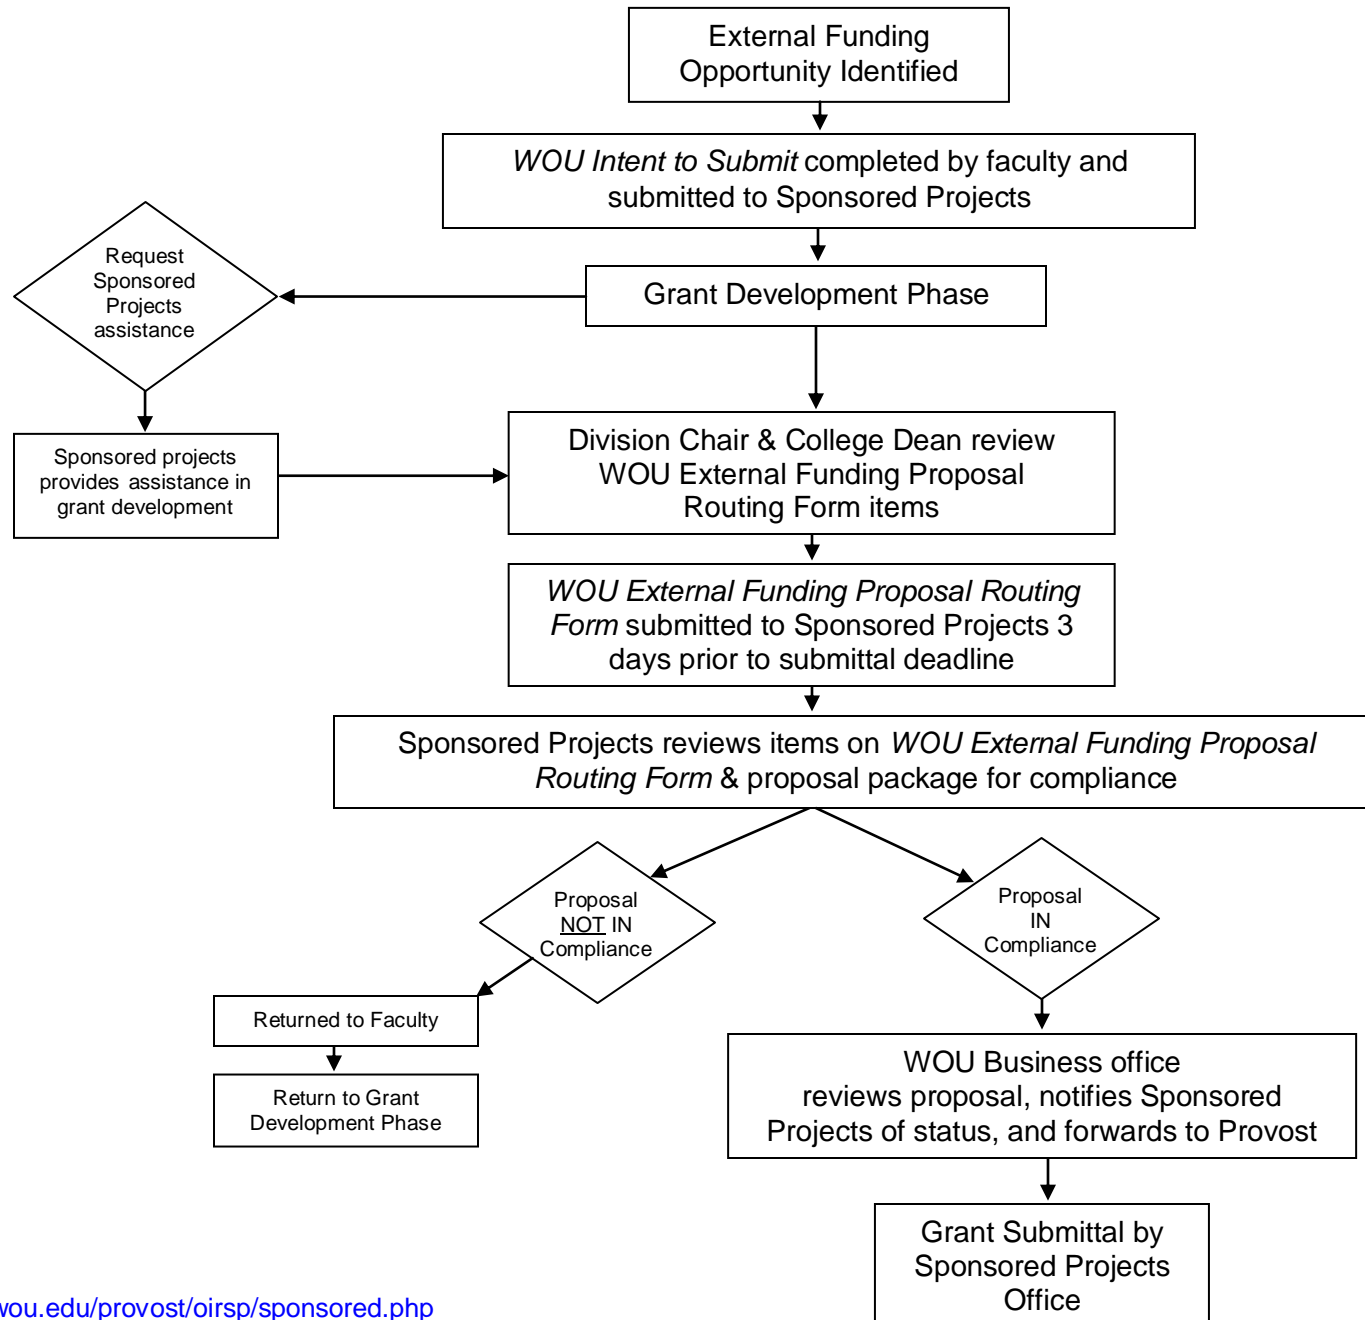 External Funding
Opportunity Identified
WOU Intent to Submit completed by faculty and
submitted to Sponsored Projects
Request
Sponsored
Projects
assistance
Grant Development Phase
Sponsored projects
provides assistance in
grant development
Division Chair & College Dean review
WOU External Funding Proposal
Routing Form items
WOU External Funding Proposal Routing
Form submitted to Sponsored Projects 3
days prior to submittal deadline
Sponsored Projects reviews items on WOU External Funding Proposal
Routing Form & proposal package for compliance
Proposal
NOT IN
Compliance
Proposal
IN
Compliance
Returned to Faculty
Return to Grant
Development Phase
WOU Business office
reviews proposal, notifies Sponsored
Projects of status, and forwards to Provost
Grant Submittal by
Sponsored Projects
Office
wou.edu/provost/oirsp/sponsored.php